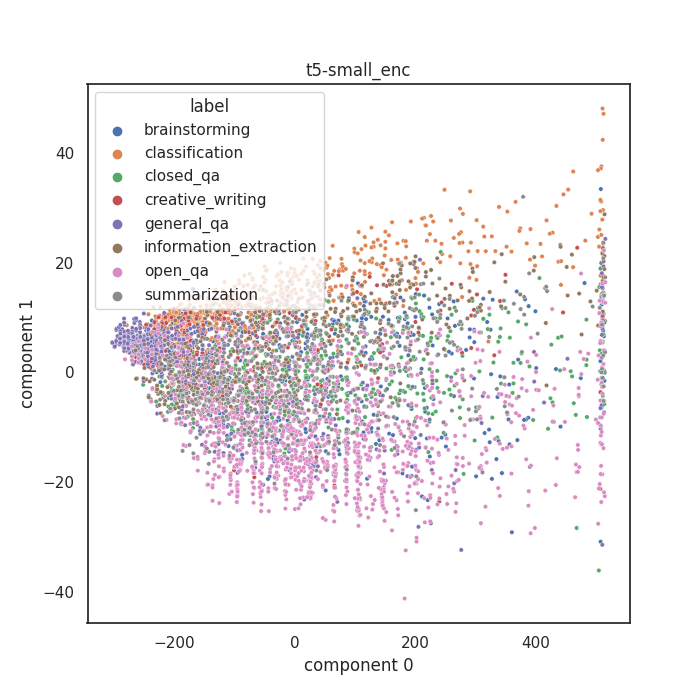 t5-small_enc
label
brainstorming
classification
closed_qa
creative_writing
general_qa
information_extraction
open_qa
summarization
component 1
40
20
0
−20
−40
−200
0
200
400
component 0